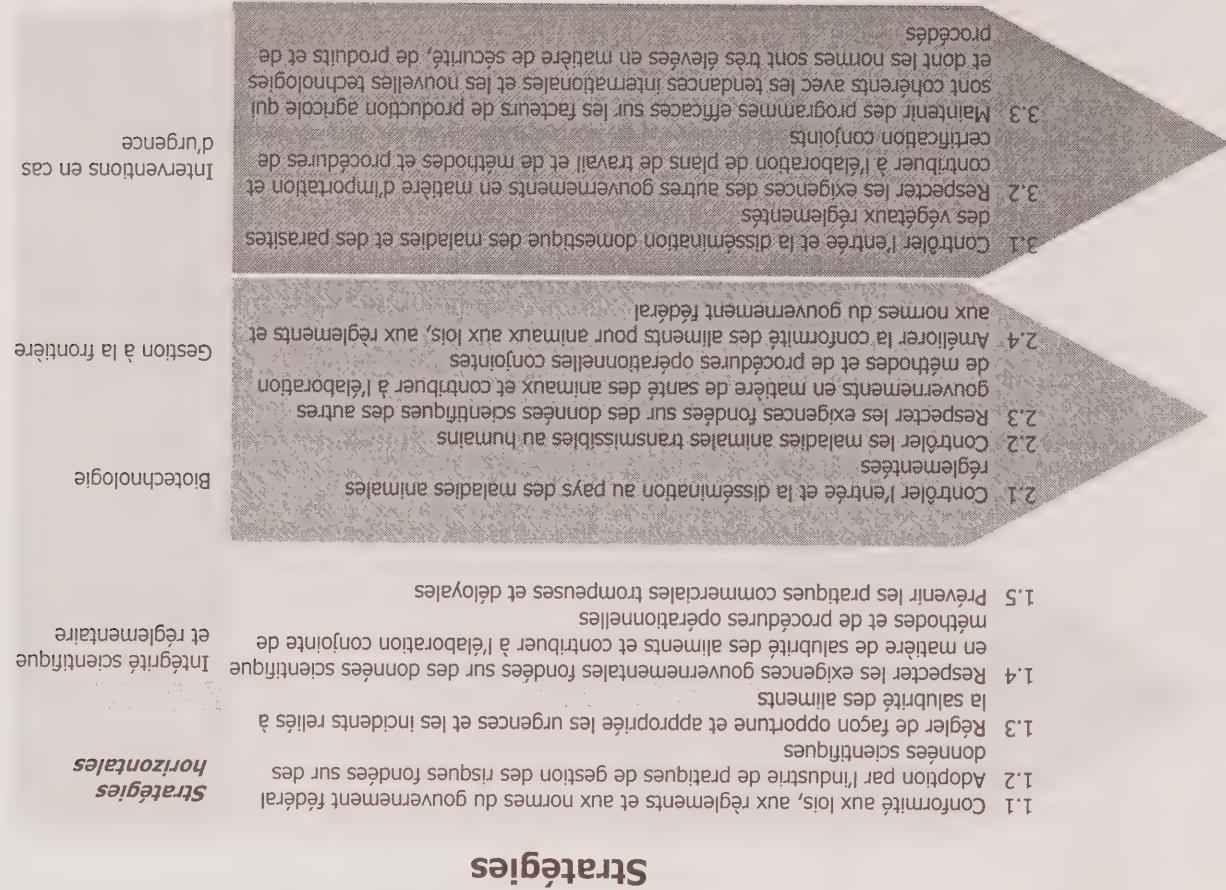 Stratégies
1.1 Conformité aux lois, aux règlements et aux normes du gouvernement fédéral
1.2 Adoption par l'industrie de pratiques de gestion des risques fondées sur des
données scientifiques
1.3 Régler de façon opportune et appropriée les urgences et les incidents reliés à
la salubrité des aliments
1.4 Respecter les exigences gouvernementales fondées sur des données scientifique
en matière de salubrité des aliments et contribuer à l'élaboration conjointe de
méthodes et de procédures opérationnelles
1.5 Prévenir les pratiques commerciales trompeuses et déloyales
2.1 Contrôler l'entrée et la dissémination au pays des maladies animales
réglementées
2.2 Contrôler les maladies animales transmissibles au humains
2.3 Respecter les exigences fondées sur des données scientifiques des autres
gouvernements en matière de santé des animaux et contribuer à l'élaboration
de méthodes et de procédures opérationnelles conjointes
2.4 Améliorer la conformité des aliments pour animaux aux lois, aux règlements et
aux normes du gouvernement fédéral
3.1 Contrôler l'entrée et la dissémination domestique des maladies et des parasites
des végétaux réglementés
3.2 Respecter les exigences des autres gouvernements en matière d'importation et
contribuer à l'élaboration de plans de travail et de méthodes et procédures de
certification conjoints
3.3 Maintenir des programmes efficaces sur les facteurs de production agricole qui
sont cohérents avec les tendances internationales et les nouvelles technologies
et dont les normes sont très élevées en matière de sécurité, de produits et de
procédés
Stratégies
horizontales
Intégrité scientifique
et réglementaire
Biotechnologie
Gestion à la frontière
Interventions en cas
d'urgence